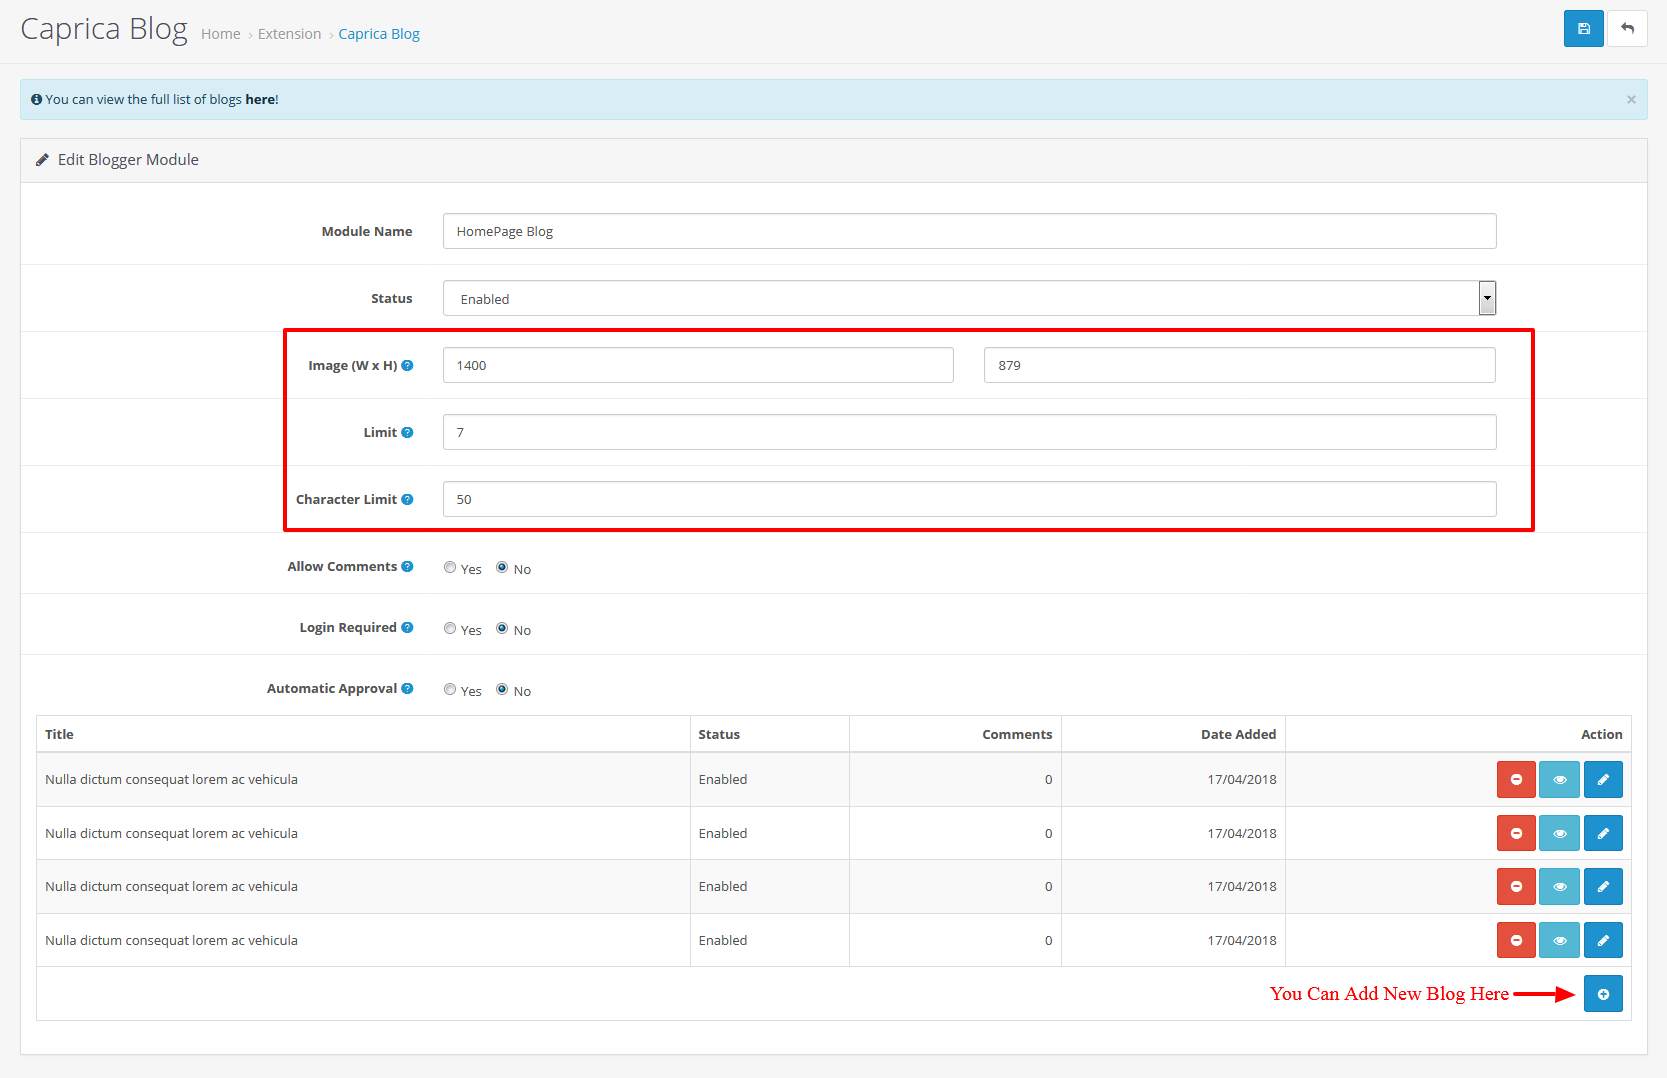 Caprica Blog Home › Extension › Caprica Blog
You can view the full list of blogs here! ×
Edit Blogger Module
Module Name HomePage Blog
Status Enabled
Image (W x H) ? 1400 879
Limit ? 7
Character Limit ? 50
Allow Comments ? Yes No
Login Required ? Yes No
Automatic Approval ? Yes No
Title Status Comments Date Added Action
Nulla dictum consequat lorem ac vehicula Enabled 0 17/04/2018
Nulla dictum consequat lorem ac vehicula Enabled 0 17/04/2018
Nulla dictum consequat lorem ac vehicula Enabled 0 17/04/2018
Nulla dictum consequat lorem ac vehicula Enabled 0 17/04/2018
You Can Add New Blog Here